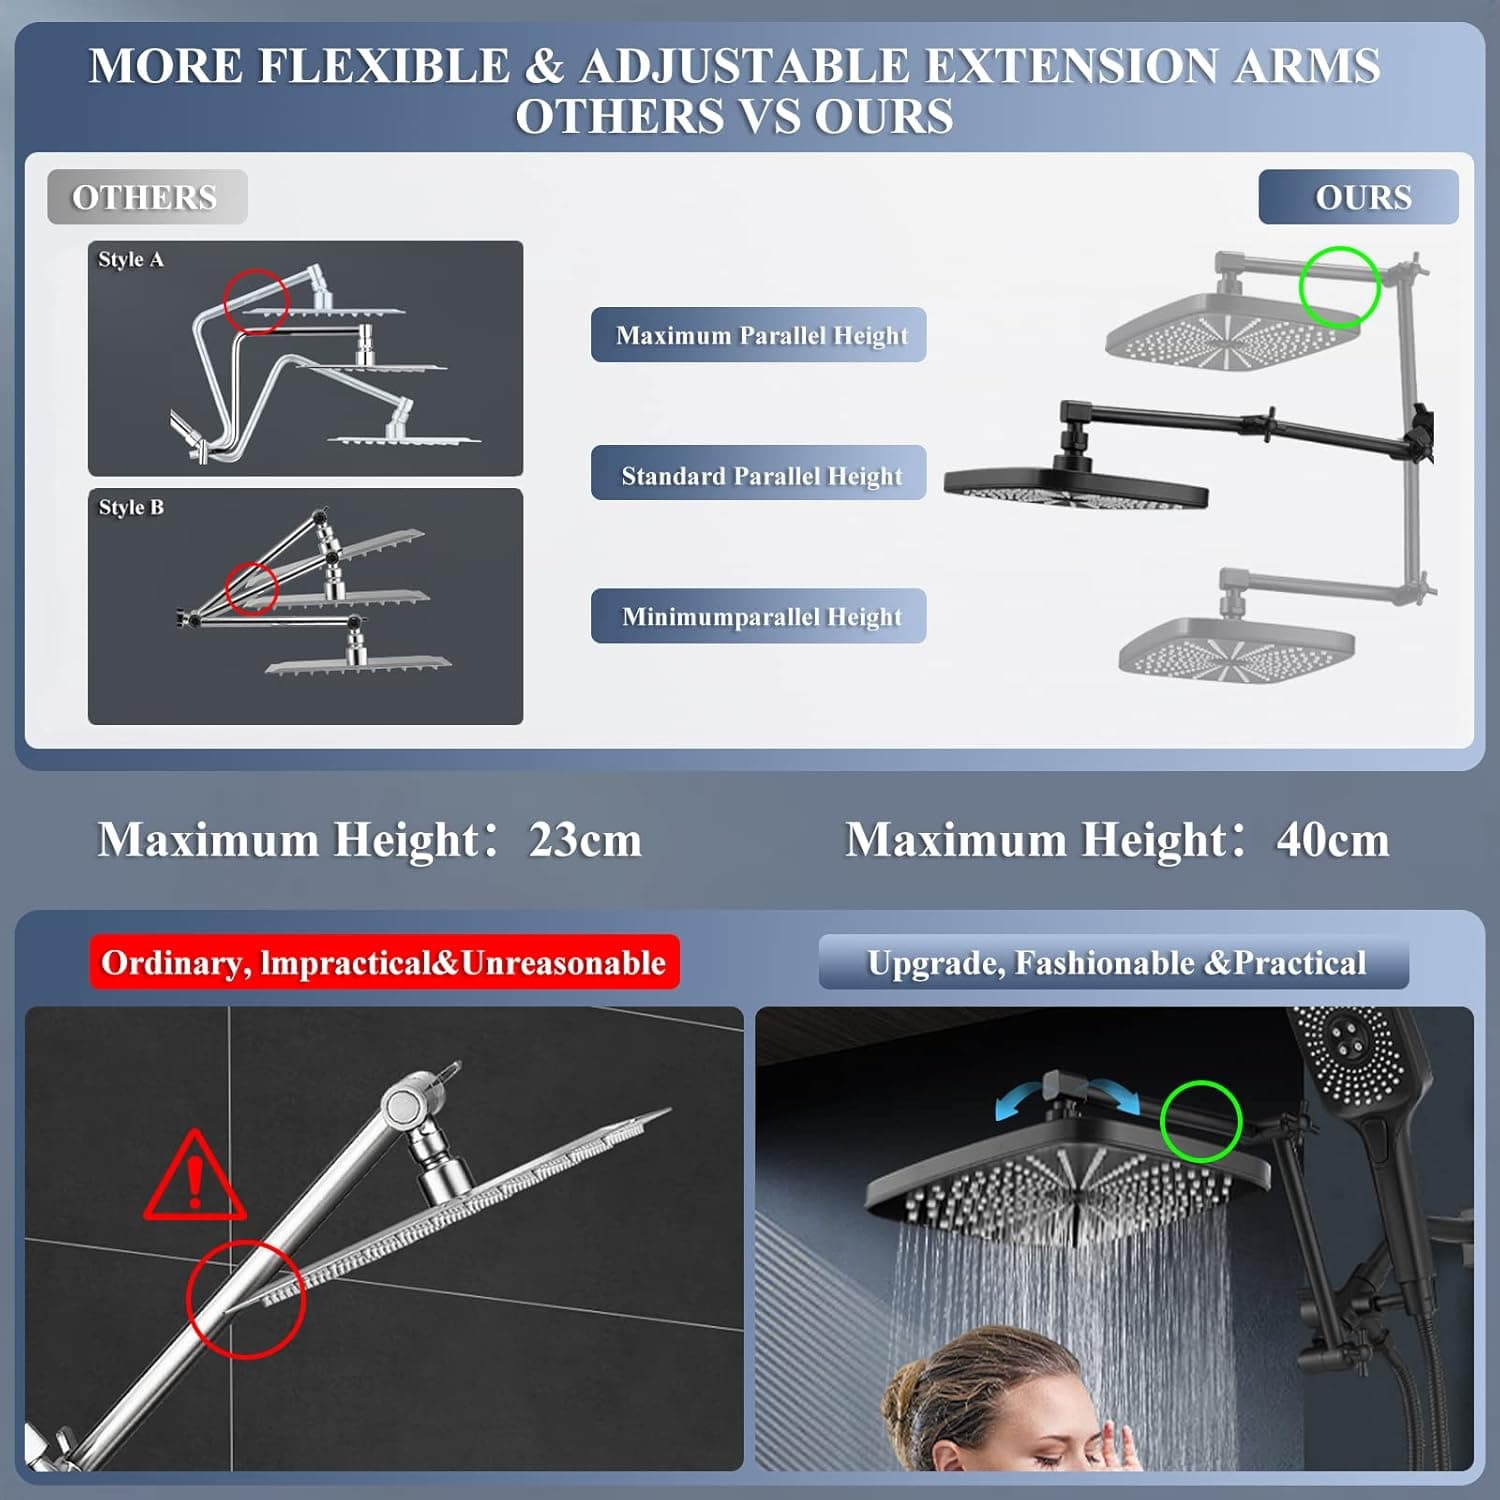 MORE FLEXIBLE & ADJUSTABLE EXTENSION ARMS
OTHERS VS OURS
OTHERS
OURS
Style A
Maximum Parallel Height
Standard Parallel Height
Style B
Minimumparallel Height
Maximum Height：23cm
Maximum Height：40cm
Ordinary, lmpractical&Unreasonable
Upgrade, Fashionable &Practical